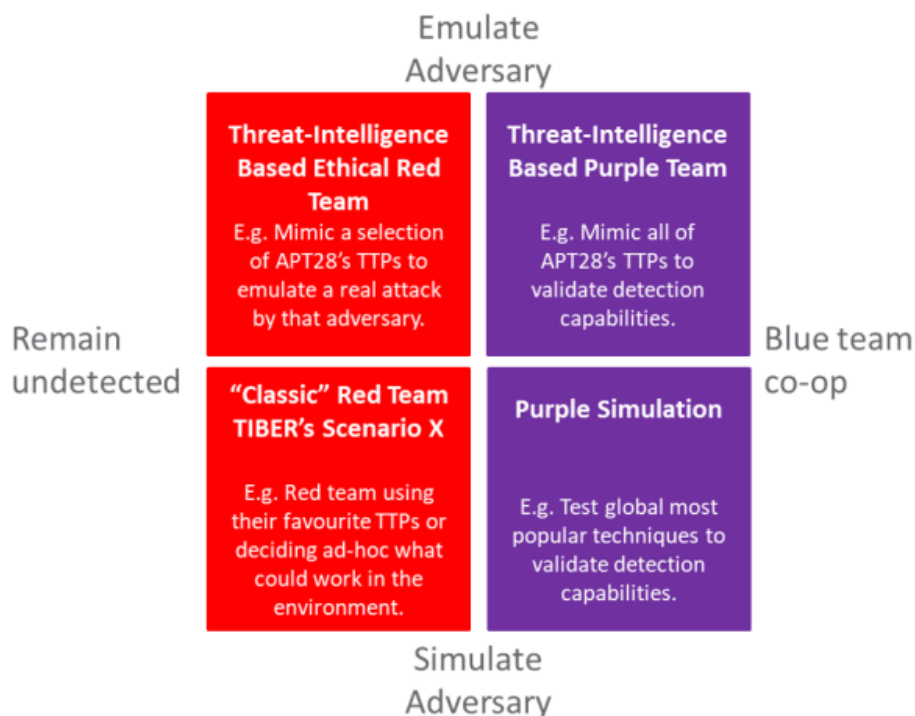 Emulate
Adversary
Threat-Intelligence
Based Ethical Red
Team
E.g. Mimic a selection
of APT28's TTPs to
emulate a real attack
by that adversary.
Threat-Intelligence
Based Purple Team
E.g. Mimic all of
APT28's TTPs to
validate detection
capabilities.
Remain
undetected
Blue team
co-op
“Classic” Red Team
TIBER's Scenario X
E.g. Red team using
their favourite TTPs or
deciding ad-hoc what
could work in the
environment.
Purple Simulation
E.g. Test global most
popular techniques to
validate detection
capabilities.
Simulate
Adversary